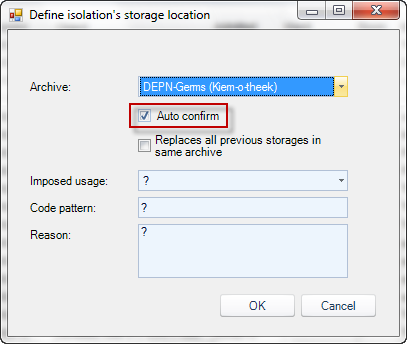 Define isolation's storage location
Archive: DEPN-Germs (Kiem-o-theek)
Auto confirm
Replaces all previous storages in
same archive
Imposed usage: ?
Code pattern: ?
Reason: ?
OK Cancel